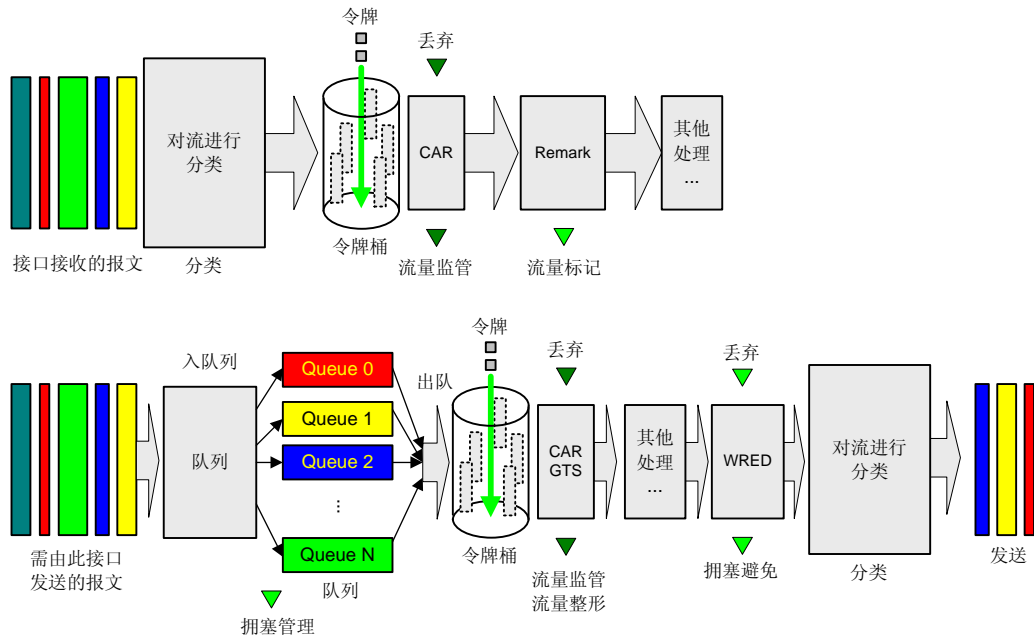 令牌
丢弃
对流进行
分类
CAR
Remark
其他
处理
...
接口接收的报文
分类
令牌桶
流量监管
流量标记
令牌
入队列
丢弃
丢弃
Queue 0
出队
Queue 1
队列
Queue 2
...
CAR
GTS
其他
处理
...
WRED
对流进行
分类
Queue N
令牌桶
需由此接口
发送的报文
队列
流量监管
流量整形
拥塞避免
分类
发送
拥塞管理